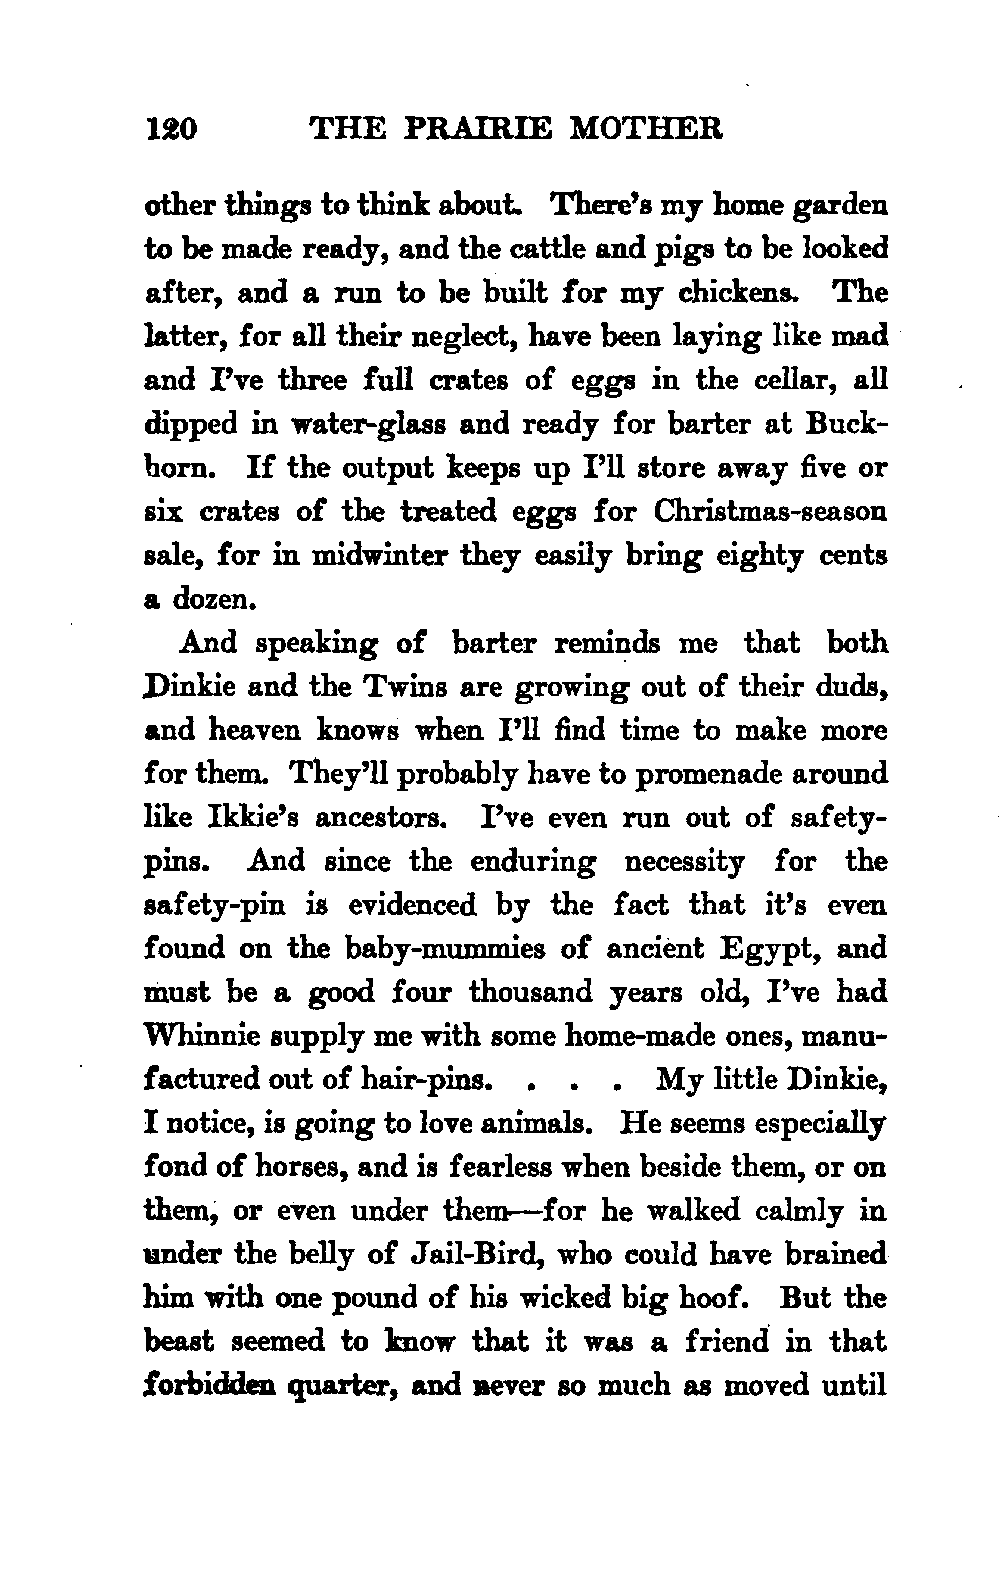 120 THE PRAIRIE MOTHER
other things to think about. There's my home garden
to be made ready, and the cattle and pigs to be looked
after, and a run to be built for my chickens. The
latter, for all their neglect, have been laying like mad
and I've three full crates of eggs in the cellar, all
dipped in water-glass and ready for barter at Buck-
horn. If the output keeps up I'll store away five or
six crates of the treated eggs for Christmas-season
sale, for in midwinter they easily bring eighty cents
a dozen.
And speaking of barter reminds me that both
Dinkie and the Twins are growing out of their duds,
and heaven knows when I'll find time to make more
for them. They'll probably have to promenade around
like Ikkie's ancestors. I've even run out of safety-
pins. And since the enduring necessity for the
safety-pin is evidenced by the fact that it's even
found on the baby-mummies of ancient Egypt, and
must be a good four thousand years old, I've had
Whinnie supply me with some home-made ones, manu-
factured out of hair-pins. . . . My little Dinkie,
I notice, is going to love animals. He seems especially
fond of horses, and is fearless when beside them, or on
them, or even under them—for he walked calmly in
under the belly of Jail-Bird, who could have brained
him with one pound of his wicked big hoof. But the
beast seemed to know that it was a friend in that
forbidden quarter, and never so much as moved until